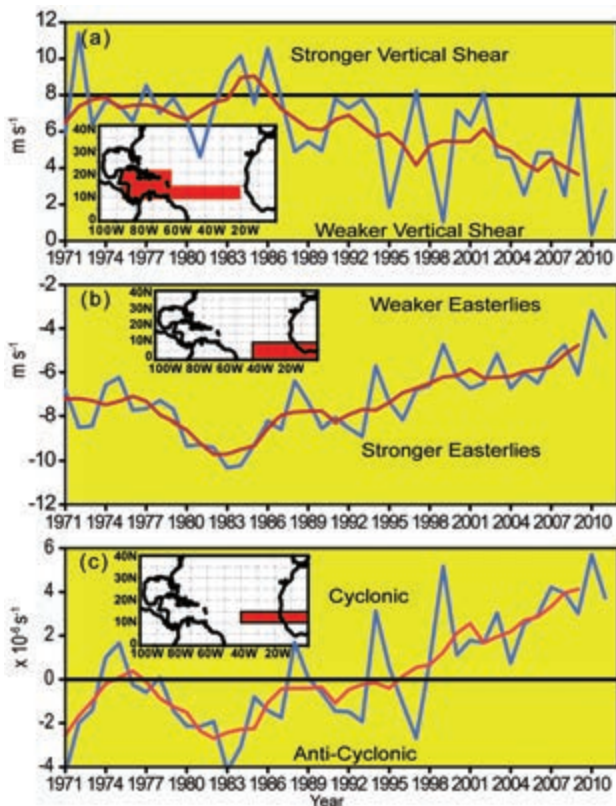 12
(a)
Stronger Vertical Shear
10
8
m s⁻¹
6
4
2
0
Weaker Vertical Shear
40N
30N
20N
10N
0
100W 80W 60W 40W 20W 0
1971 1974 1977 1980 1983 1986 1989 1992 1995 1998 2001 2004 2007 2010
-2
(b)
Weaker Easterlies
-4
m s⁻¹
-6
-8
-10
-12
Stronger Easterlies
40N
30N
20N
10N
0
100W 80W 60W 40W 20W 0
1971 1974 1977 1980 1983 1986 1989 1992 1995 1998 2001 2004 2007 2010
6
(c)
Cyclonic
4
x 10⁻⁶ s⁻¹
2
0
-2
-4
Anti-Cyclonic
40N
30N
20N
10N
0
100W 80W 60W 40W 20W 0
1971 1974 1977 1980 1983 1986 1989 1992 1995 1998 2001 2004 2007 2010
Year